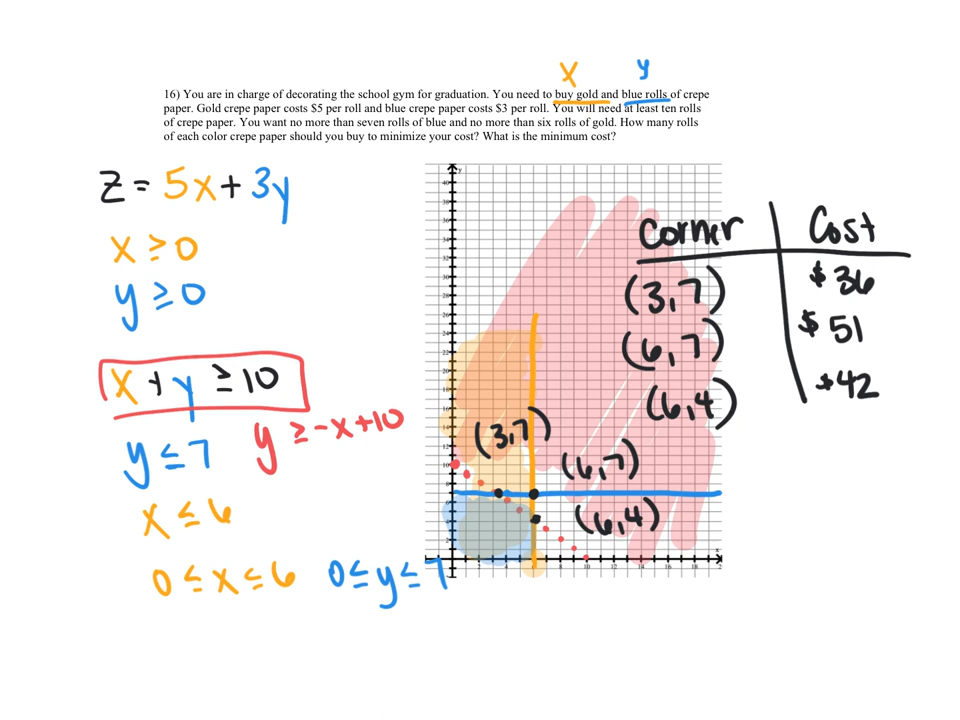 x y
16) You are in charge of decorating the school gym for graduation. You need to buy gold and blue rolls of crepe
paper. Gold crepe paper costs $5 per roll and blue crepe paper costs $3 per roll. You will need at least ten rolls
of crepe paper. You want no more than seven rolls of blue and no more than six rolls of gold. How many rolls
of each color crepe paper should you buy to minimize your cost? What is the minimum cost?
z = 5x + 3y
x ≥ 0
y ≥ 0
x + y ≥ 10
y ≤ 7 y ≥ -x+10
x ≤ 6
0 ≤ x ≤ 6 0 ≤ y ≤ 7
Corner Cost
(3,7) $36
(6,7) $51
(6,4) $42
(3,7)
(6,7)
(6,4)